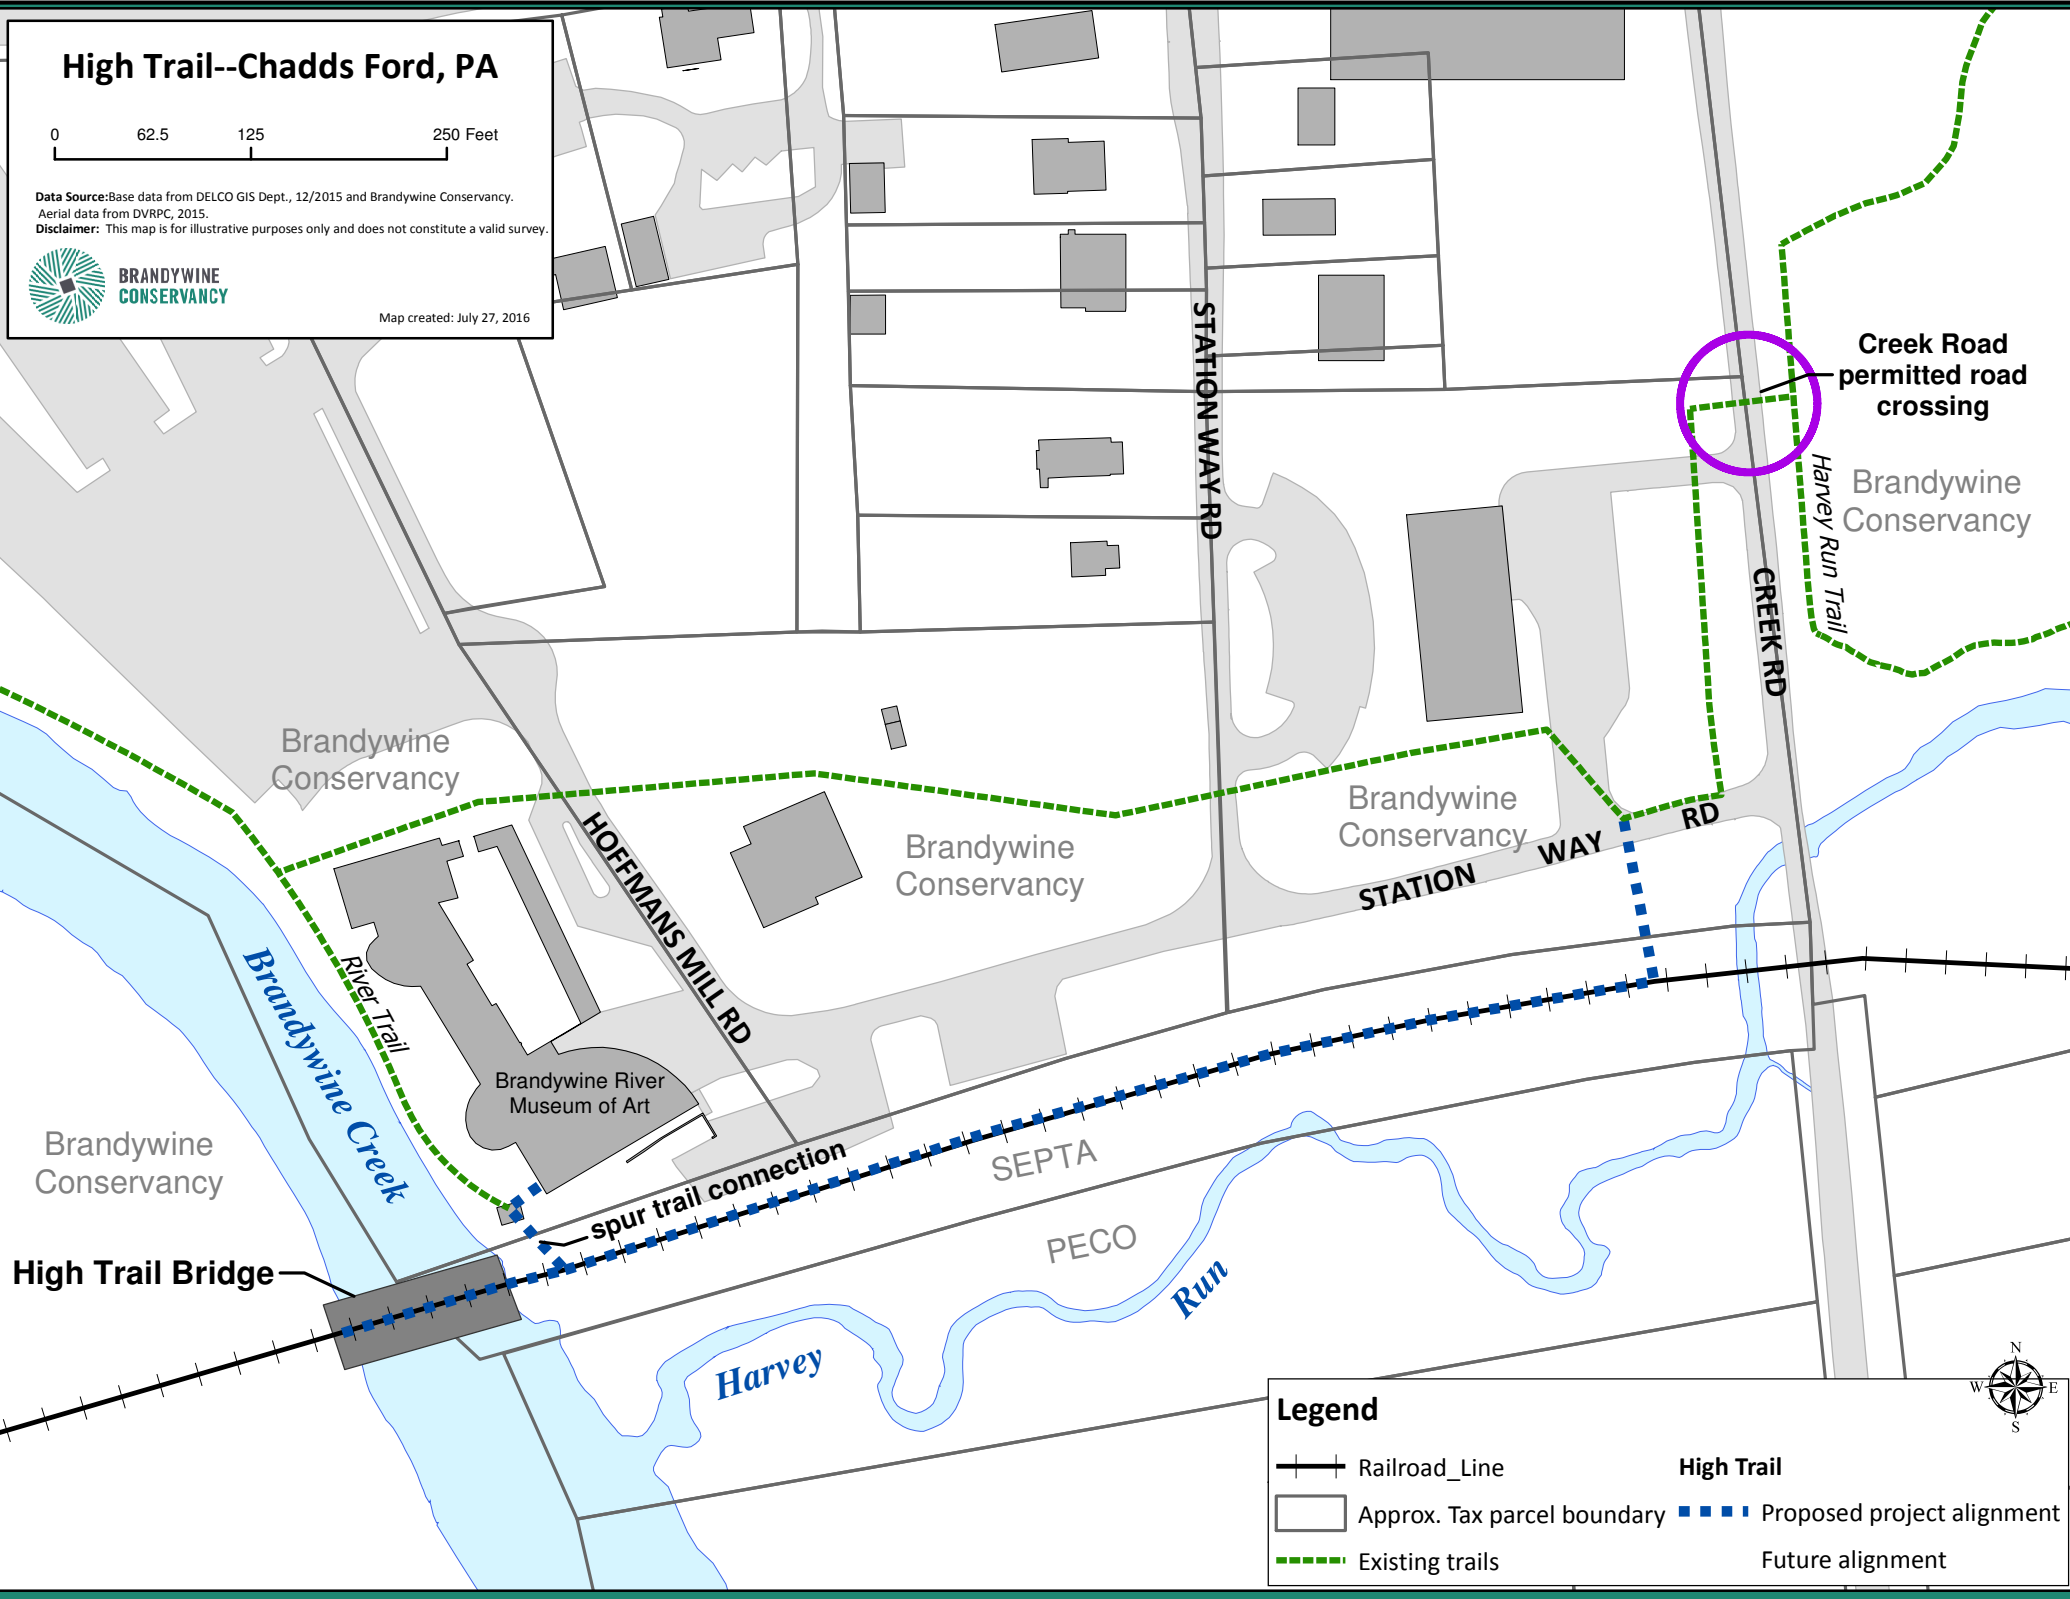 High Trail--Chadds Ford, PA
0 62.5 125 250 Feet
Data Source:Base data from DELCO GIS Dept., 12/2015 and Brandywine Conservancy.
Aerial data from DVRPC, 2015.
Disclaimer: This map is for illustrative purposes only and does not constitute a valid survey.
BRANDYWINE
CONSERVANCY
Map created: July 27, 2016
STATION WAY RD
Creek Road
permitted road
crossing
Harvey Run Trail
Brandywine
Conservancy
CREEK RD
Brandywine
Conservancy
HOFFMANS MILL RD
Brandywine
Conservancy
Brandywine
Conservancy
STATION WAY RD
River Trail
Brandywine Creek
Brandywine River
Museum of Art
Brandywine
Conservancy
spur trail connection
SEPTA
PECO
High Trail Bridge
Harvey Run
N
W E
S
Legend
Railroad_Line
High Trail
Approx. Tax parcel boundary
Proposed project alignment
Existing trails
Future alignment